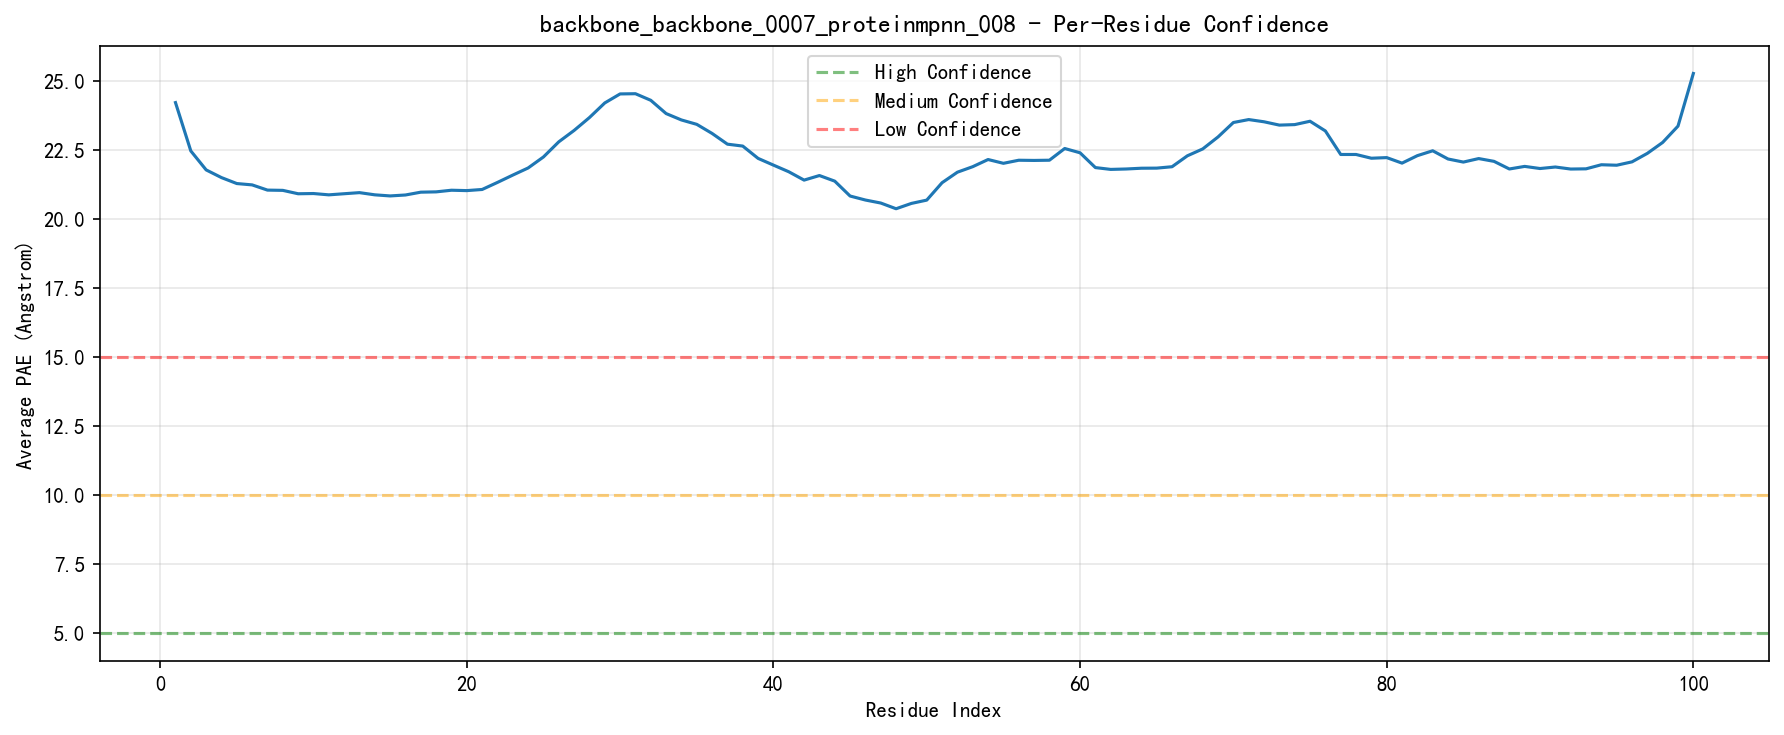 backbone_backbone_0007_proteinmpnn_008 - Per-Residue Confidence
High Confidence
Medium Confidence
Low Confidence
Average PAE (Angstrom)
25.0
22.5
20.0
17.5
15.0
12.5
10.0
7.5
5.0
0 20 40 60 80 100
Residue Index